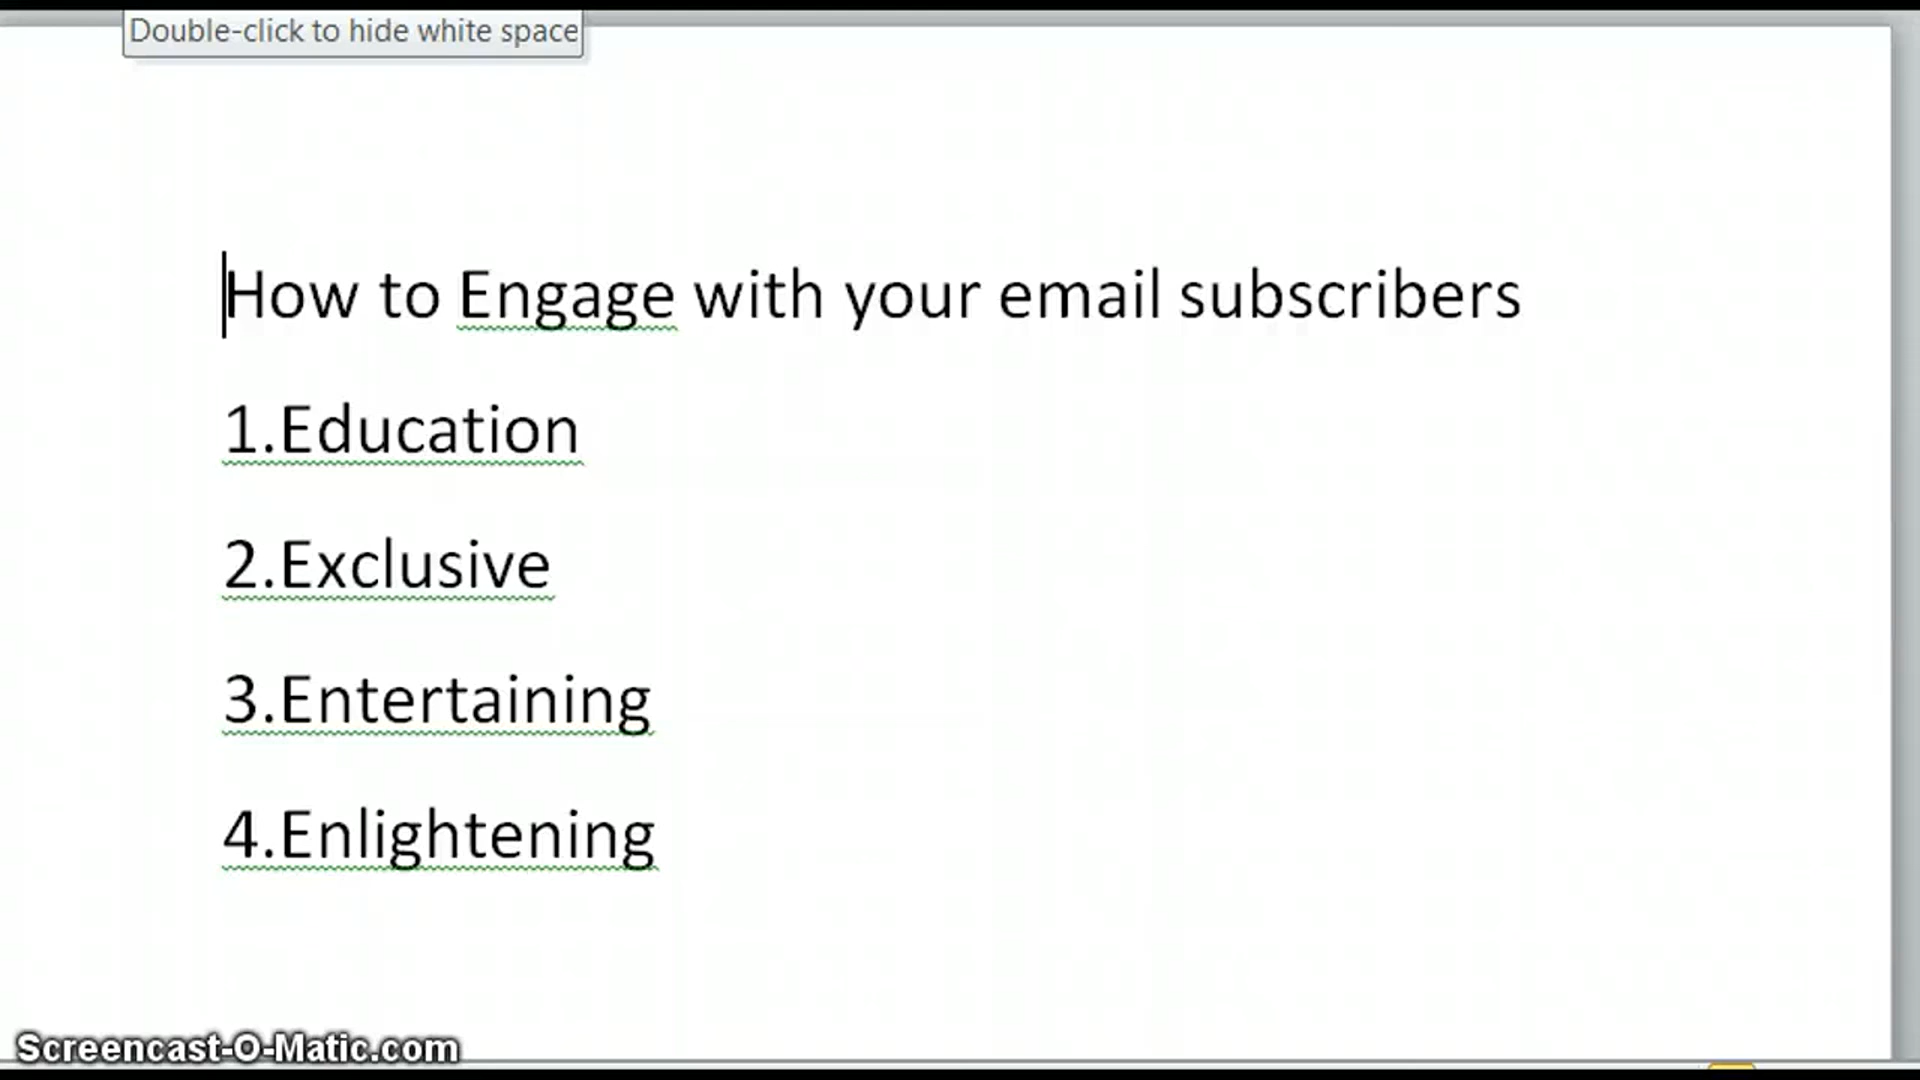 Double-click to hide white space
How to Engage with your email subscribers
1.Education
2.Exclusive
3.Entertaining
4.Enlightening
Screencast-O-Matic.com